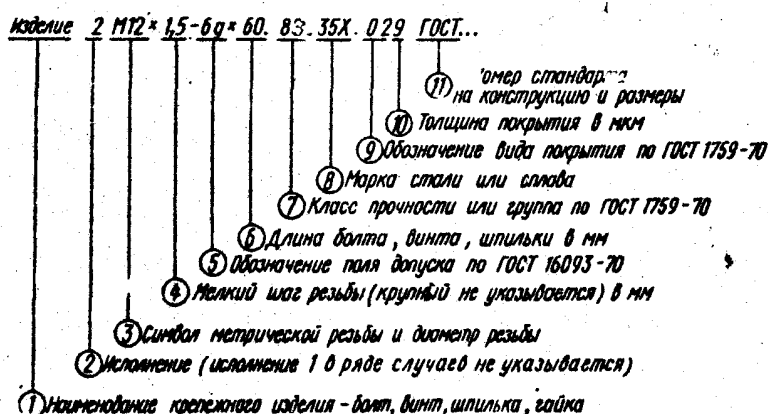 Изделие 2 М12×1,5-6g×60. 83. 35Х. 029 ГОСТ...
11 омер стандарта
на конструкцию и размеры
10 Толщина покрытия в мкм
9 Обозначение вида покрытия по ГОСТ 1759-70
8 Марка стали или сплава
7 Класс прочности или группа по ГОСТ 1759-70
6 Длина болта, винта, шпильки в мм
5 Обозначение поля допуска по ГОСТ 16093-70
4 Мелкий шаг резьбы (крупный не указывается) в мм
3 Символ метрической резьбы и диаметр резьбы
2 Исполнение (исполнение 1 в ряде случаев не указывается)
1 Наименование крепежного изделия - болт, винт, шпилька, гайка